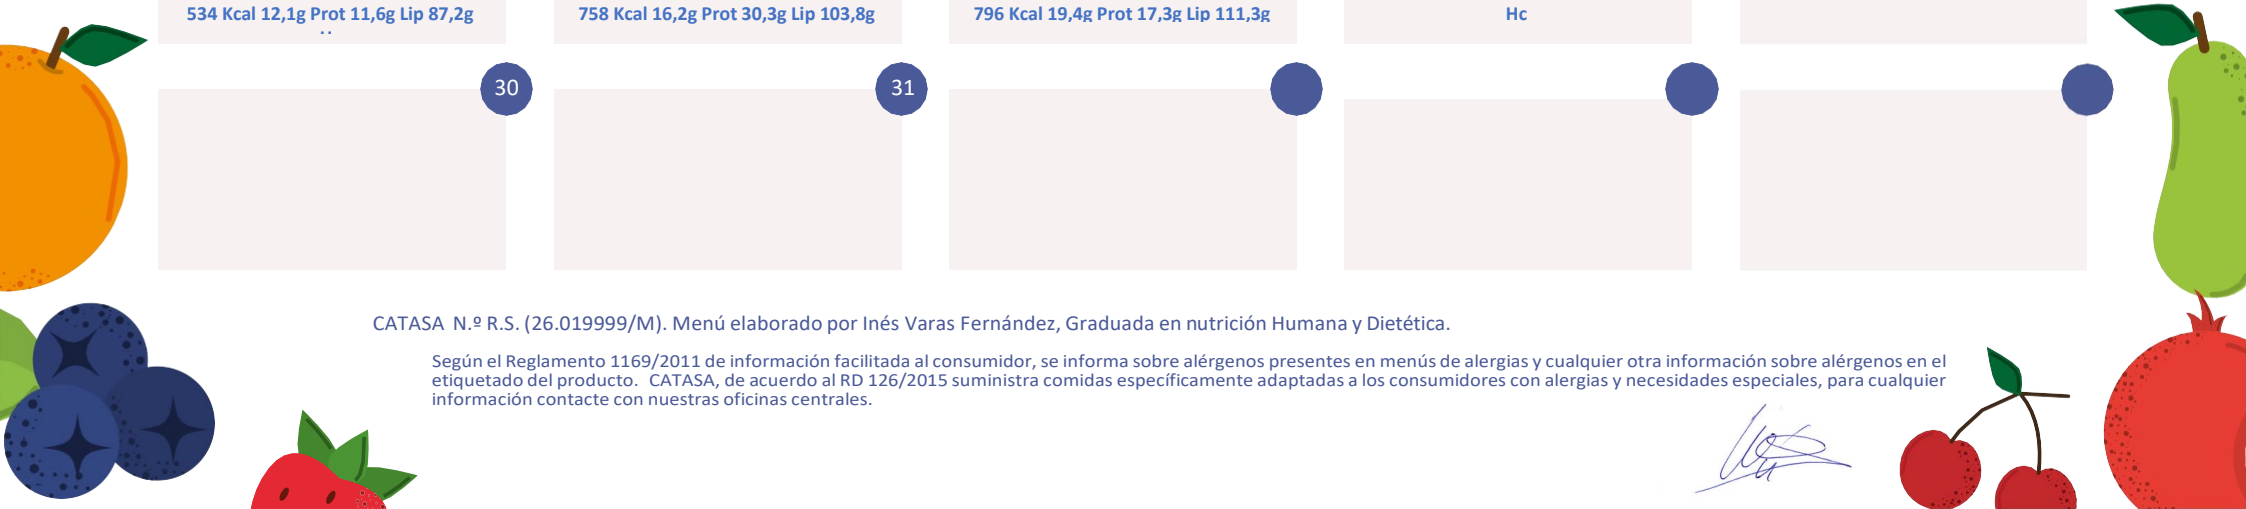 534 Kcal 12,1g Prot 11,6g Lip 87,2g
758 Kcal 16,2g Prot 30,3g Lip 103,8g
796 Kcal 19,4g Prot 17,3g Lip 111,3g
Hc
30
31
CATASA N.º R.S. (26.019999/M). Menú elaborado por Inés Varas Fernández, Graduada en nutrición Humana y Dietética.
Según el Reglamento 1169/2011 de información facilitada al consumidor, se informa sobre alérgenos presentes en menús de alergias y cualquier otra información sobre alérgenos en el
etiquetado del producto. CATASA, de acuerdo al RD 126/2015 suministra comidas específicamente adaptadas a los consumidores con alergias y necesidades especiales, para cualquier
información contacte con nuestras oficinas centrales.